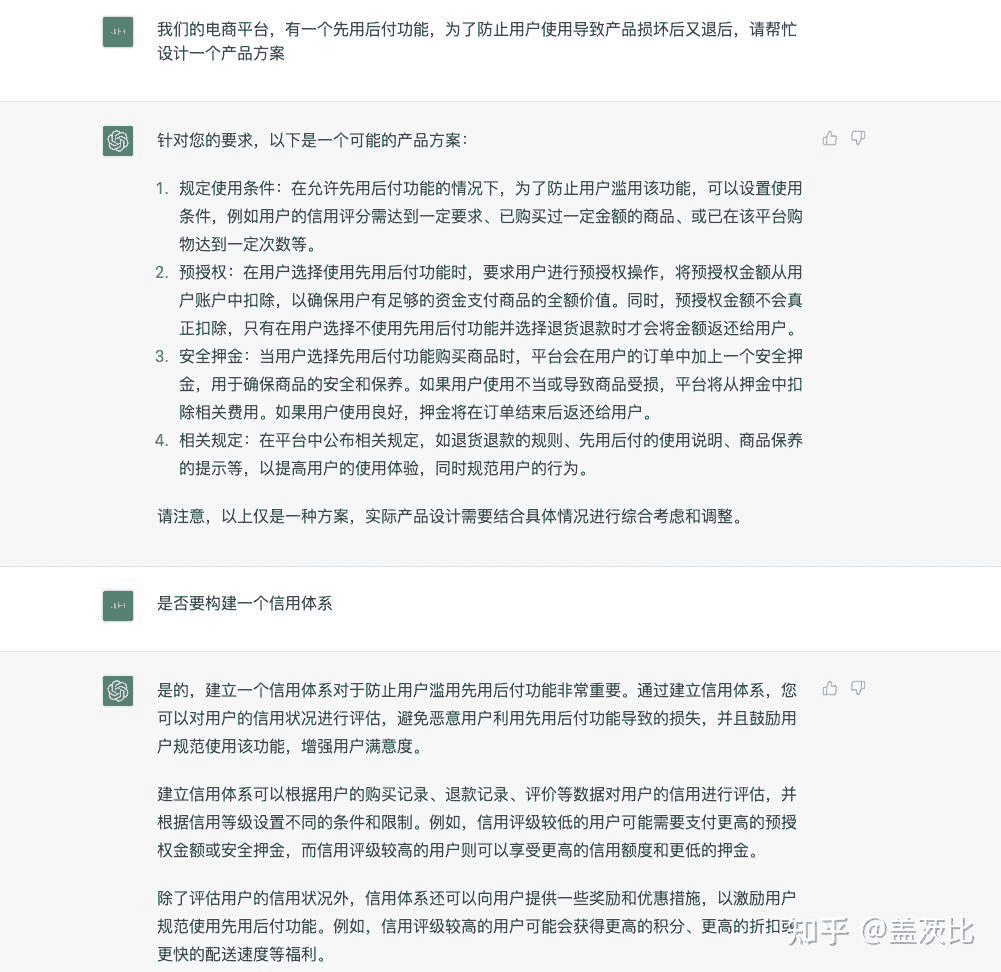 我们的电商平台，有一个先用后付功能，为了防止用户使用导致产品损坏后又退后，请帮忙
设计一个产品方案
针对您的要求，以下是一个可能的产品方案：
1. 规定使用条件：在允许先用后付功能的情况下，为了防止用户滥用该功能，可以设置使用
条件，例如用户的信用评分需达到一定要求、已购买过一定金额的商品、或已在该平台购
物达到一定次数等。
2. 预授权：在用户选择使用先用后付功能时，要求用户进行预授权操作，将预授权金额从用
户账户中扣除，以确保用户有足够的资金支付商品的全额价值。同时，预授权金额不会真
正扣除，只有在用户选择不使用先用后付功能并选择退货退款时才会将金额返还给用户。
3. 安全押金：当用户选择先用后付功能购买商品时，平台会在用户的订单中加上一个安全押
金，用于确保商品的安全和保养。如果用户使用不当或导致商品受损，平台将从押金中扣
除相关费用。如果用户使用良好，押金将在订单结束后返还给用户。
4. 相关规定：在平台中公布相关规定，如退货退款的规则、先用后付的使用说明、商品保养
的提示等，以提高用户的使用体验，同时规范用户的行为。
请注意，以上仅是一种方案，实际产品设计需要结合具体情况进行综合考虑和调整。
是否要构建一个信用体系
是的，建立一个信用体系对于防止用户滥用先用后付功能非常重要。通过建立信用体系，您
可以对用户的信用状况进行评估，避免恶意用户利用先用后付功能导致的损失，并且鼓励用
户规范使用该功能，增强用户满意度。
建立信用体系可以根据用户的购买记录、退款记录、评价等数据对用户的信用进行评估，并
根据信用等级设置不同的条件和限制。例如，信用评级较低的用户可能需要支付更高的预授
权金额或安全押金，而信用评级较高的用户则可以享受更高的信用额度和更低的押金。
除了评估用户的信用状况外，信用体系还可以向用户提供一些奖励和优惠措施，以激励用户
规范使用先用后付功能。例如，信用评级较高的用户可能会获得更高的积分、更高的折扣或
更快的配送速度等福利。
知乎 @盖茨比